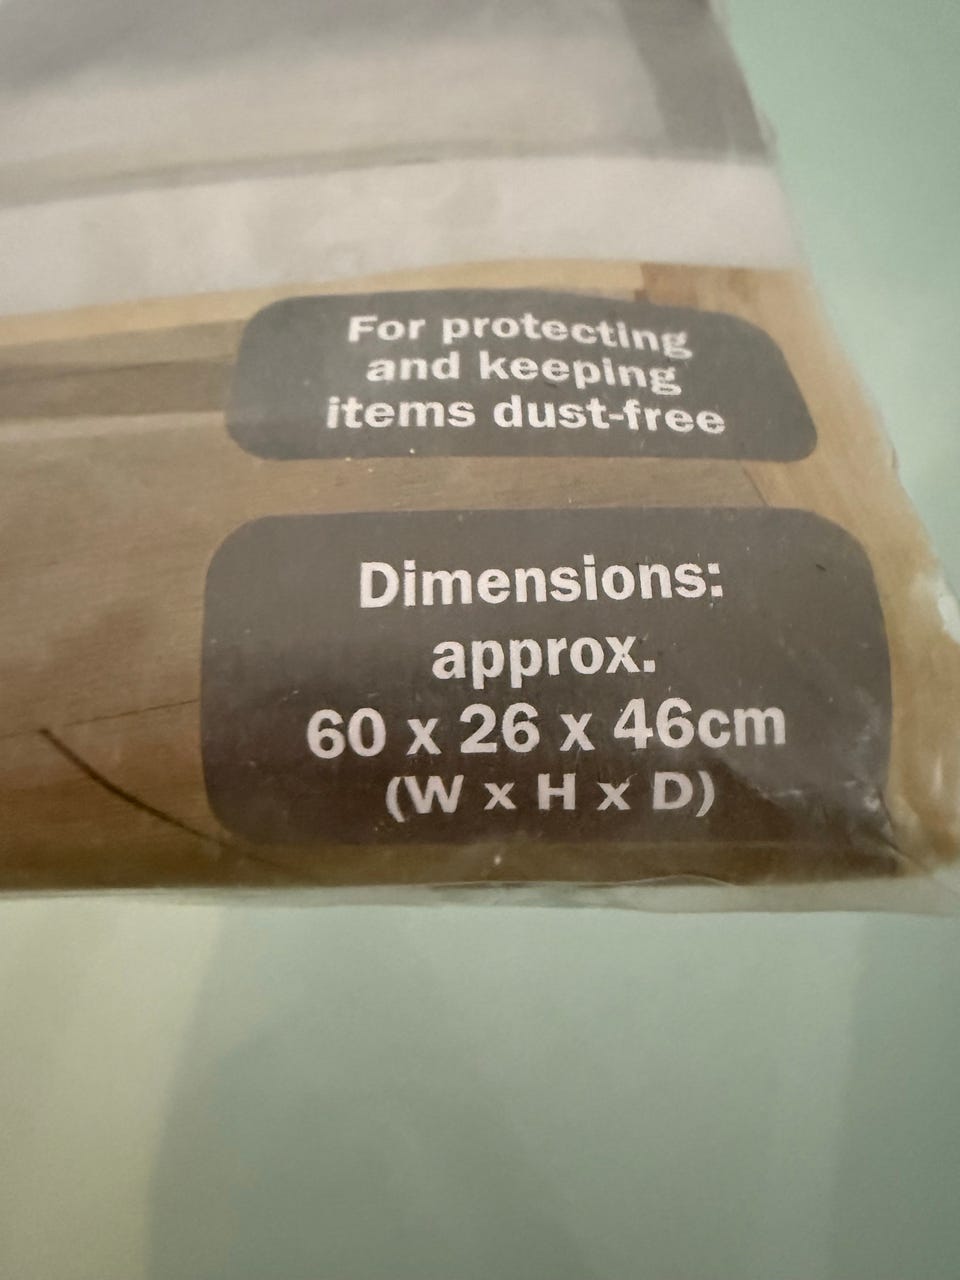 For protecting
and keeping
items dust-free
Dimensions:
approx.
60 x 26 x 46cm
(W x H x D)